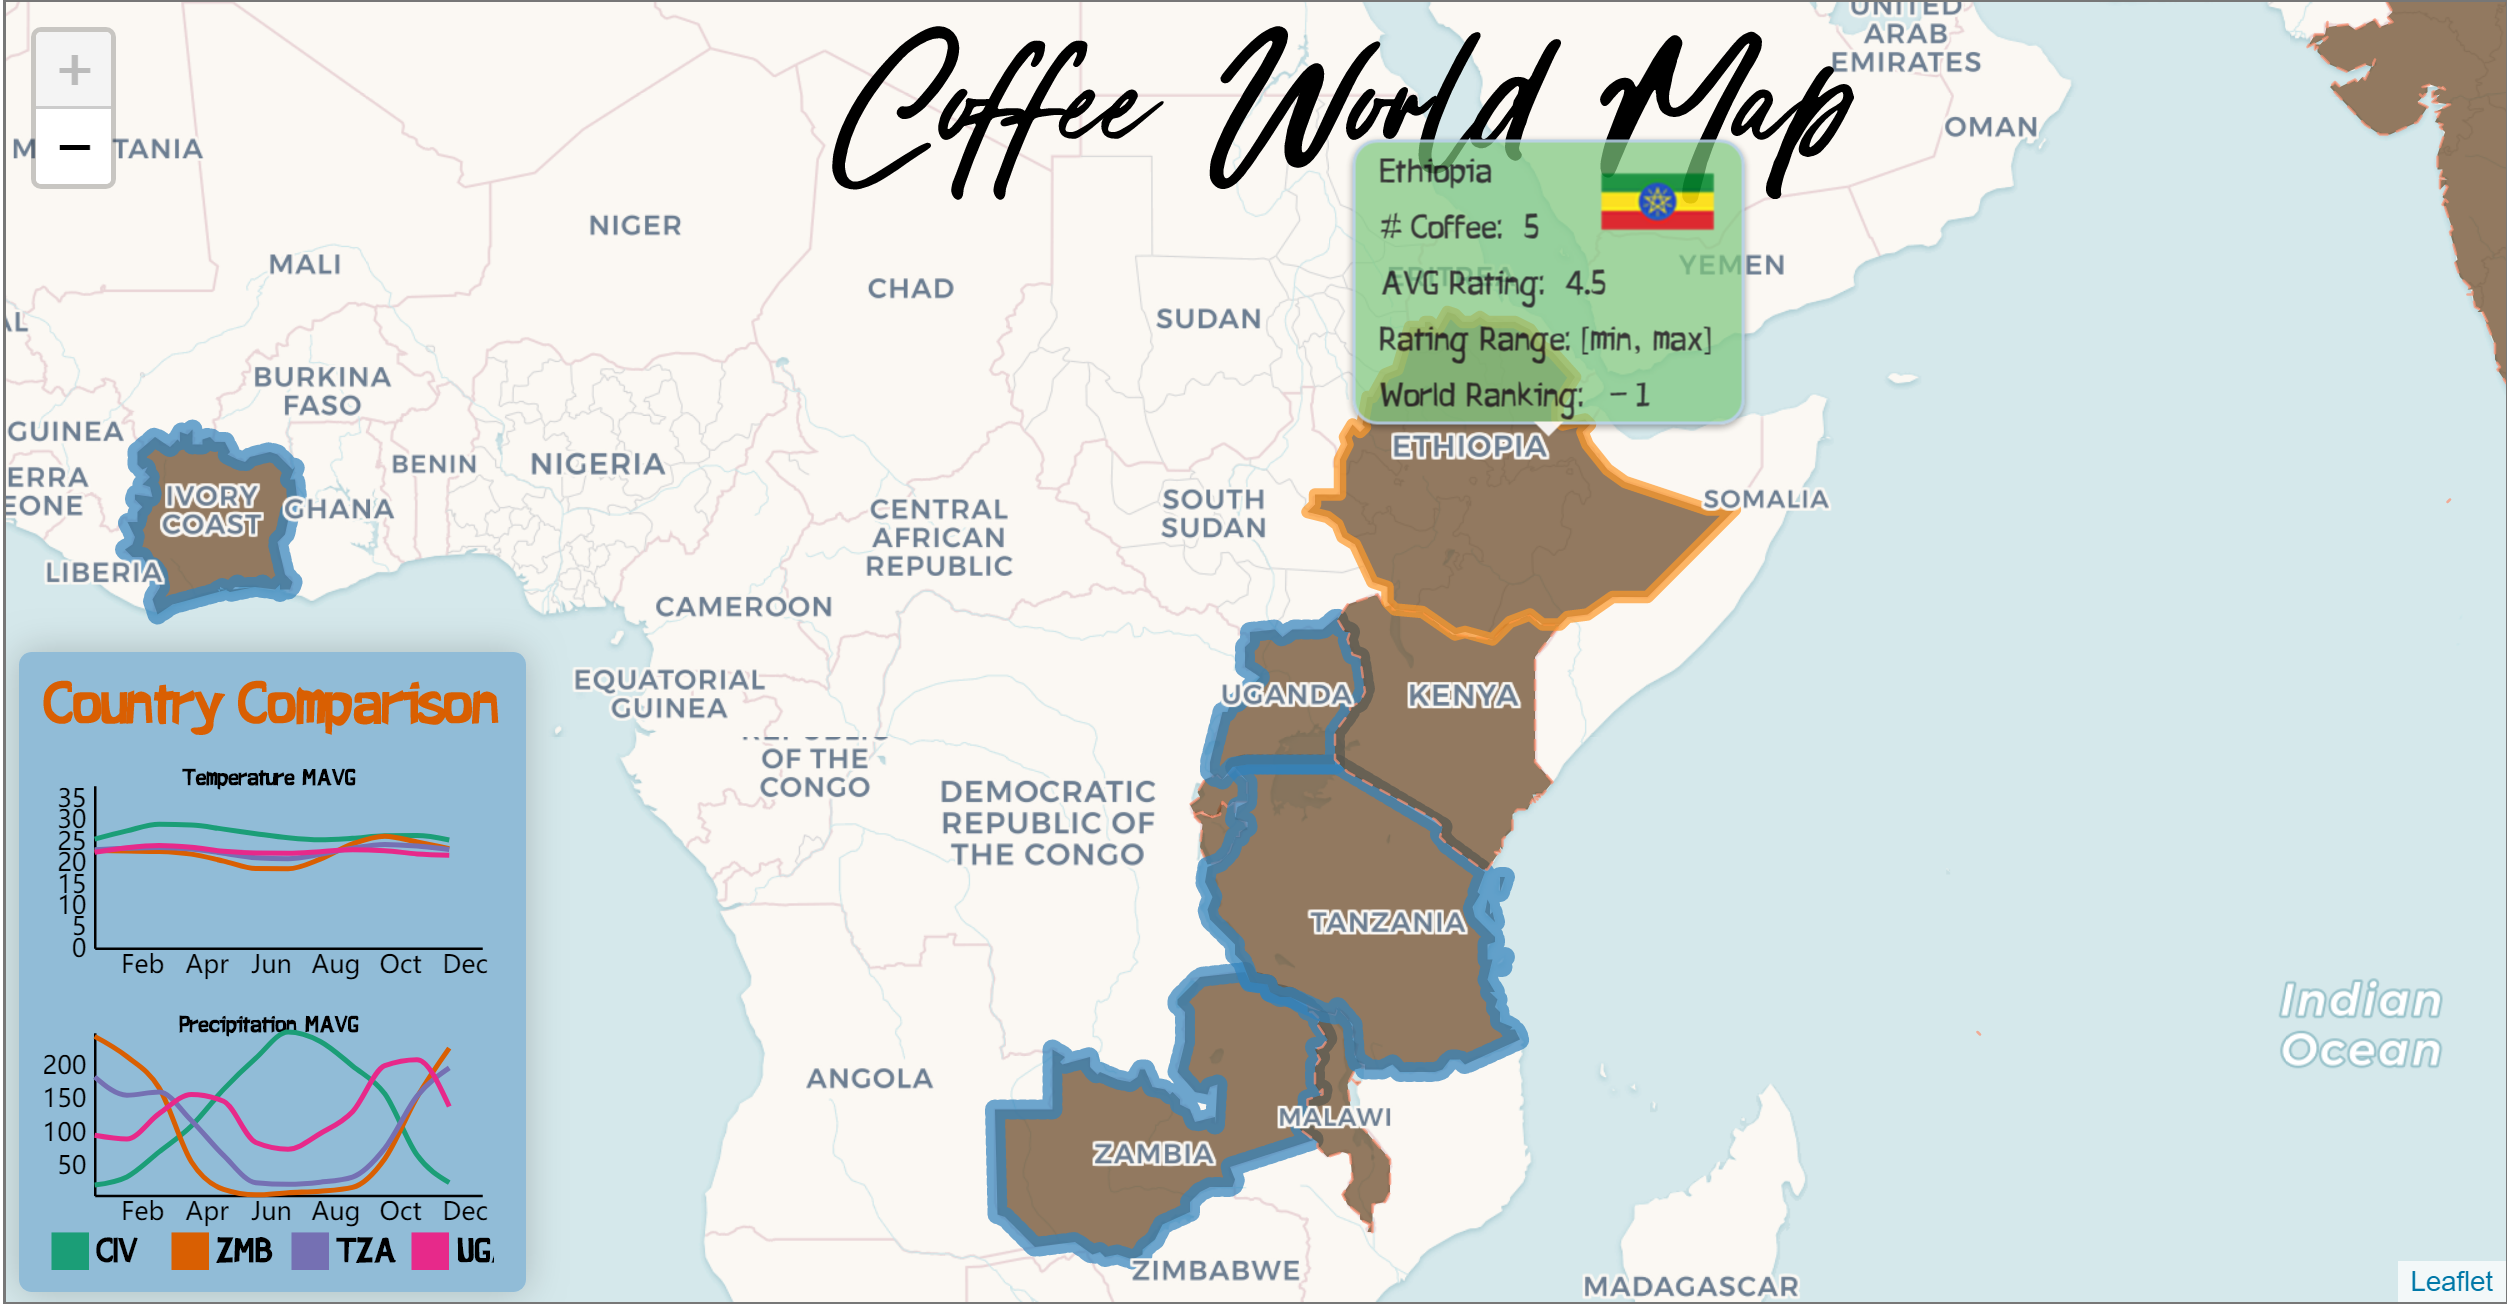 Coffee World Map
+
−
UNITED
ARAB
EMIRATES
OMAN
TANIA
NIGER
MALI
CHAD
SUDAN
YEMEN
ERITREA
Ethiopia
# Coffee: 5
AVG Rating: 4.5
Rating Range: [min, max]
World Ranking: -1
AL
BURKINA
FASO
GUINEA
BENIN
NIGERIA
ETHIOPIA
ERRA
EONE
IVORY
COAST
GHANA
CENTRAL
AFRICAN
REPUBLIC
SOUTH
SUDAN
SOMALIA
LIBERIA
CAMEROON
EQUATORIAL
GUINEA
UGANDA
KENYA
REPUBLIC
OF THE
CONGO
DEMOCRATIC
REPUBLIC OF
THE CONGO
TANZANIA
ANGOLA
MALAWI
ZAMBIA
ZIMBABWE
MADAGASCAR
Indian
Ocean
Country Comparison
Temperature MAVG
35
30
25
20
15
10
5
0
Feb Apr Jun Aug Oct Dec
Precipitation MAVG
200
150
100
50
Feb Apr Jun Aug Oct Dec
CIV ZMB TZA UG
Leaflet